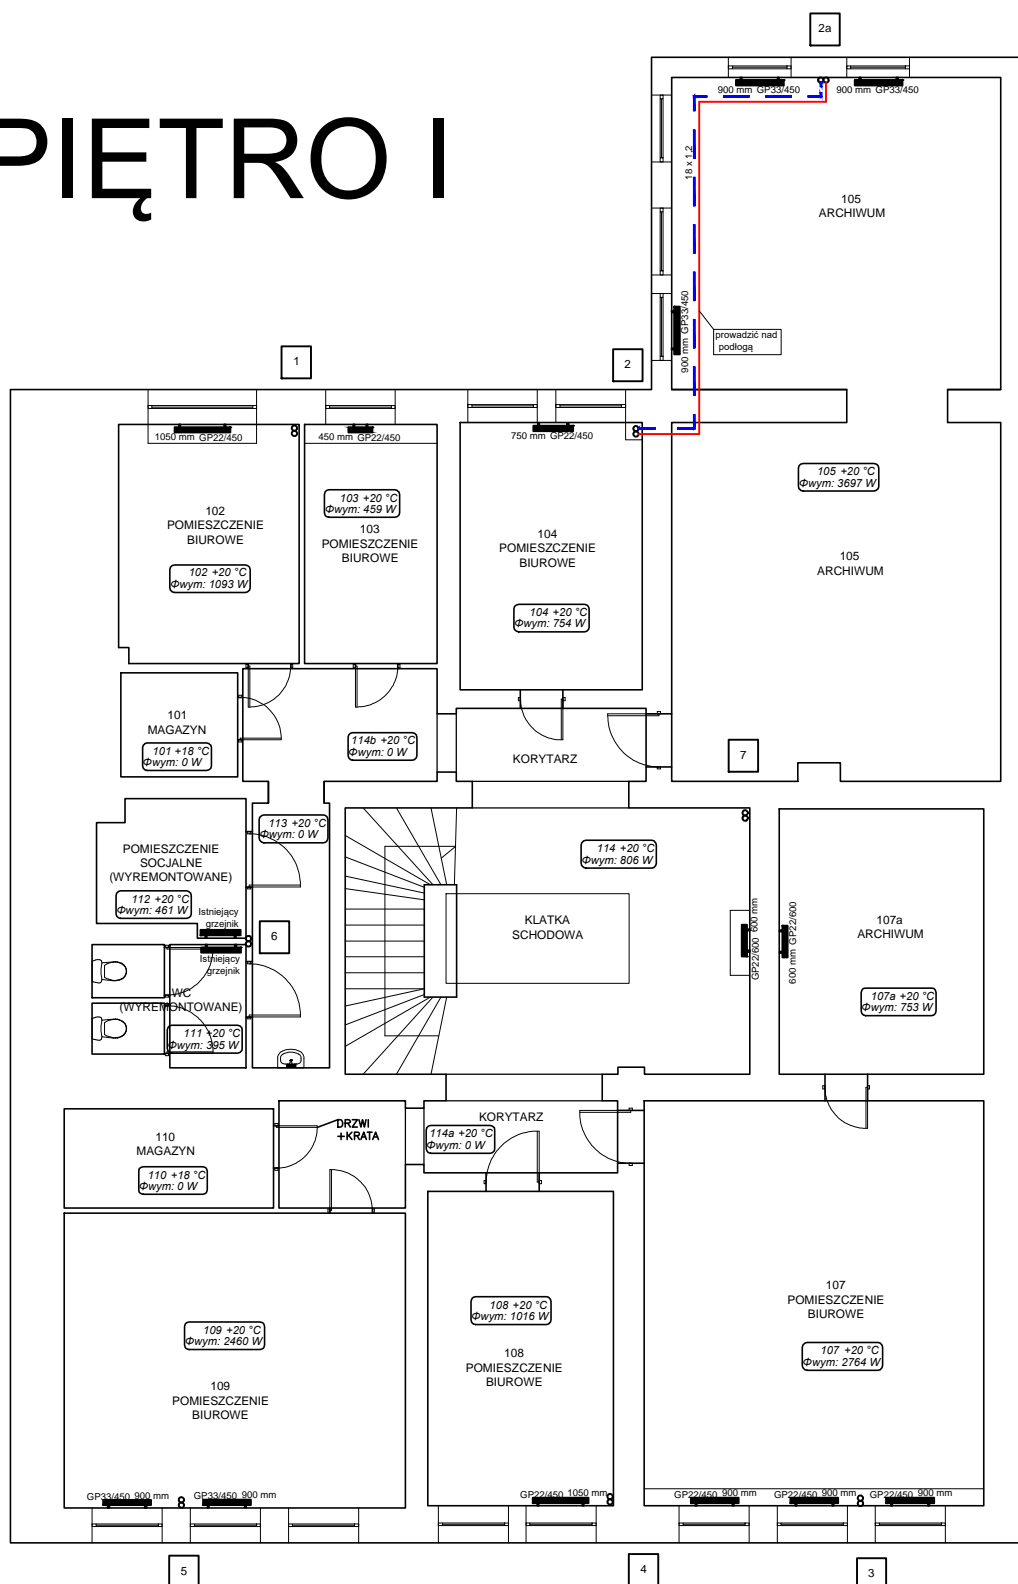 PIĘTRO I
2a
900 mm GP33/450
900 mm GP33/450
18 x 1,2
105
ARCHIWUM
900 mm GP33/450
prowadzić nad
podłogą
1
2
1050 mm GP22/450
450 mm GP22/450
750 mm GP22/450
105 +20 °C
Φwym: 3697 W
103 +20 °C
Φwym: 459 W
102
POMIESZCZENIE
BIUROWE
103
POMIESZCZENIE
BIUROWE
104
POMIESZCZENIE
BIUROWE
105
ARCHIWUM
102 +20 °C
Φwym: 1093 W
104 +20 °C
Φwym: 754 W
101
MAGAZYN
101 +18 °C
Φwym: 0 W
114b +20 °C
Φwym: 0 W
KORYTARZ
7
113 +20 °C
Φwym: 0 W
114 +20 °C
Φwym: 806 W
POMIESZCZENIE
SOCJALNE
(WYREMONTOWANE)
112 +20 °C
Φwym: 461 W
Istniejący
grzejnik
6
KLATKA
SCHODOWA
GP22/600 600 mm
600 mm GP22/600
107a
ARCHIWUM
Istniejący
grzejnik
WC
(WYREMONTOWANE)
107a +20 °C
Φwym: 753 W
111 +20 °C
Φwym: 395 W
110
MAGAZYN
110 +18 °C
Φwym: 0 W
DRZWI
+KRATA
KORYTARZ
114a +20 °C
Φwym: 0 W
107
POMIESZCZENIE
BIUROWE
107 +20 °C
Φwym: 2764 W
108 +20 °C
Φwym: 1016 W
108
POMIESZCZENIE
BIUROWE
109 +20 °C
Φwym: 2460 W
109
POMIESZCZENIE
BIUROWE
GP33/450 900 mm
GP33/450 900 mm
GP22/450 1050 mm
GP22/450 900 mm
GP22/450 900 mm
GP22/450 900 mm
5
4
3